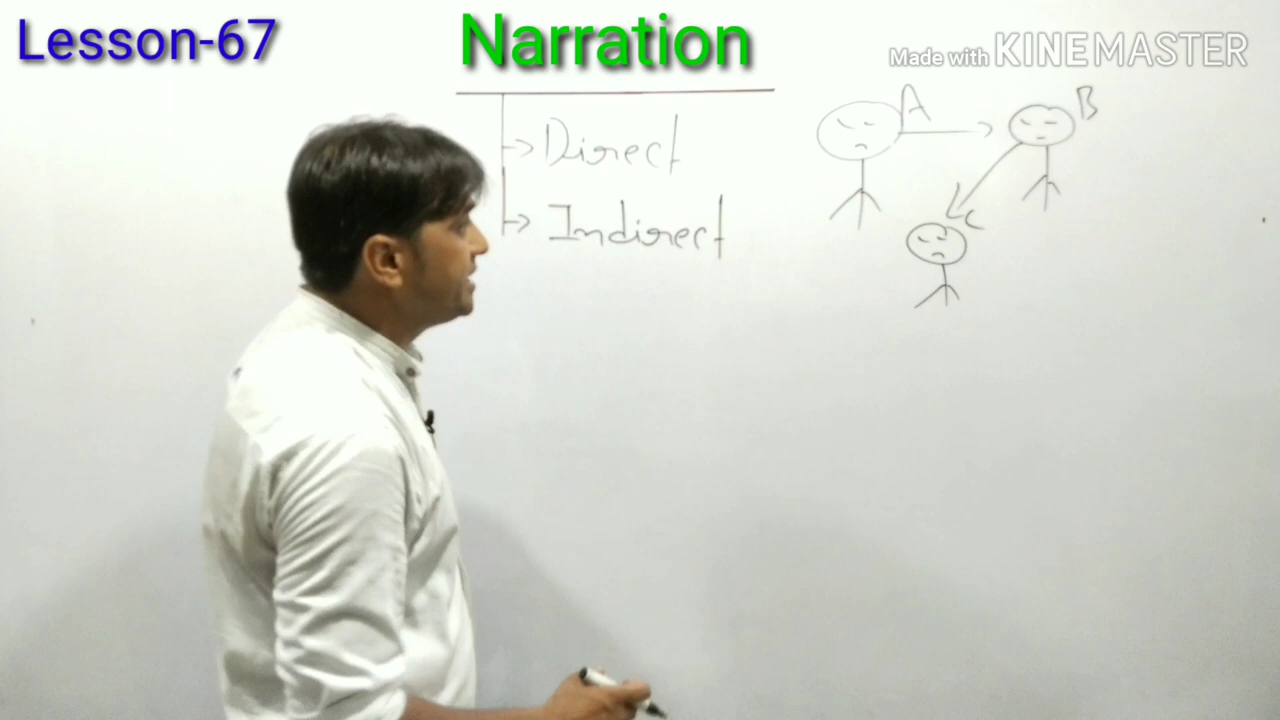 Lesson-67
Narration
Made with KINEMASTER
Direct
Indirect
A
B
C